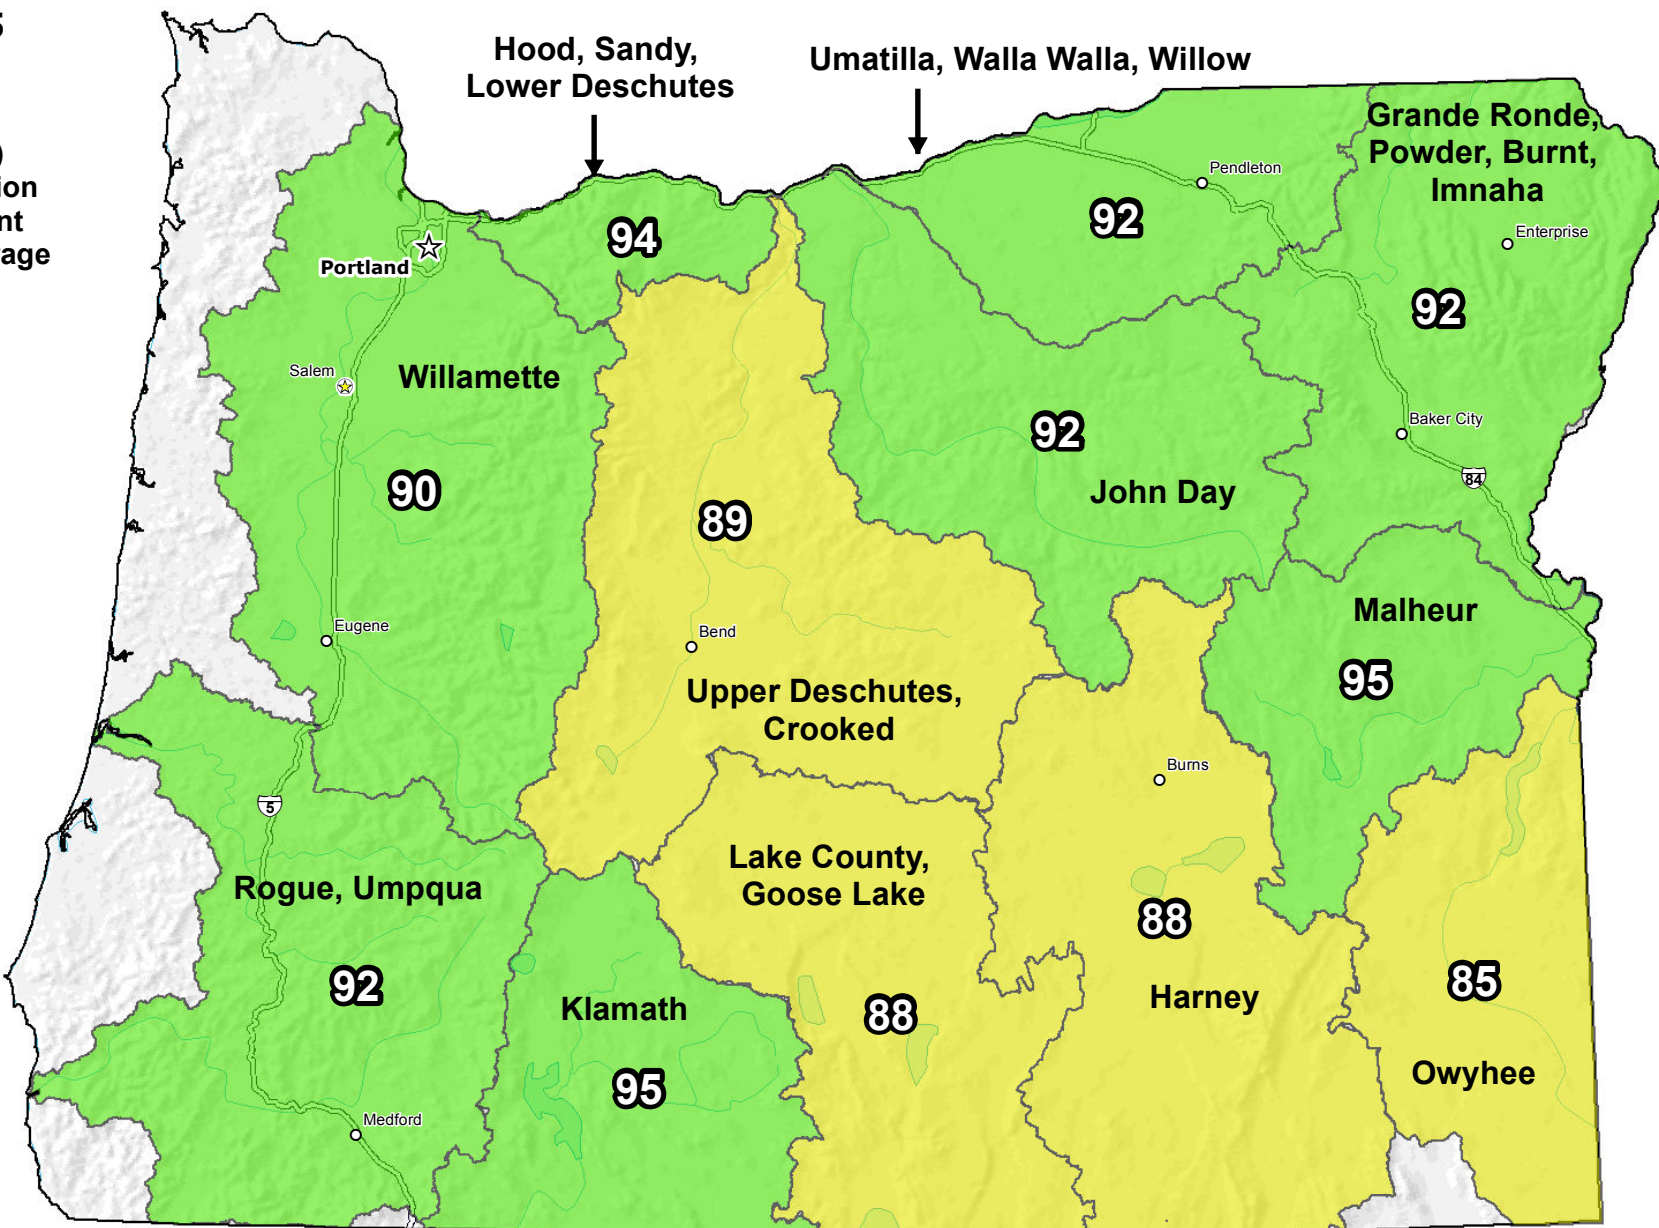 Hood, Sandy,
Lower Deschutes
Umatilla, Walla Walla, Willow
Grande Ronde,
Powder, Burnt,
Imnaha
Pendleton
Enterprise
94
92
92
Portland
Salem
Willamette
90
89
92
John Day
Baker City
84
Malheur
95
Eugene
Bend
Upper Deschutes,
Crooked
Burns
5
Lake County,
Goose Lake
Rogue, Umpqua
92
Klamath
95
88
88
Harney
85
Owyhee
Medford